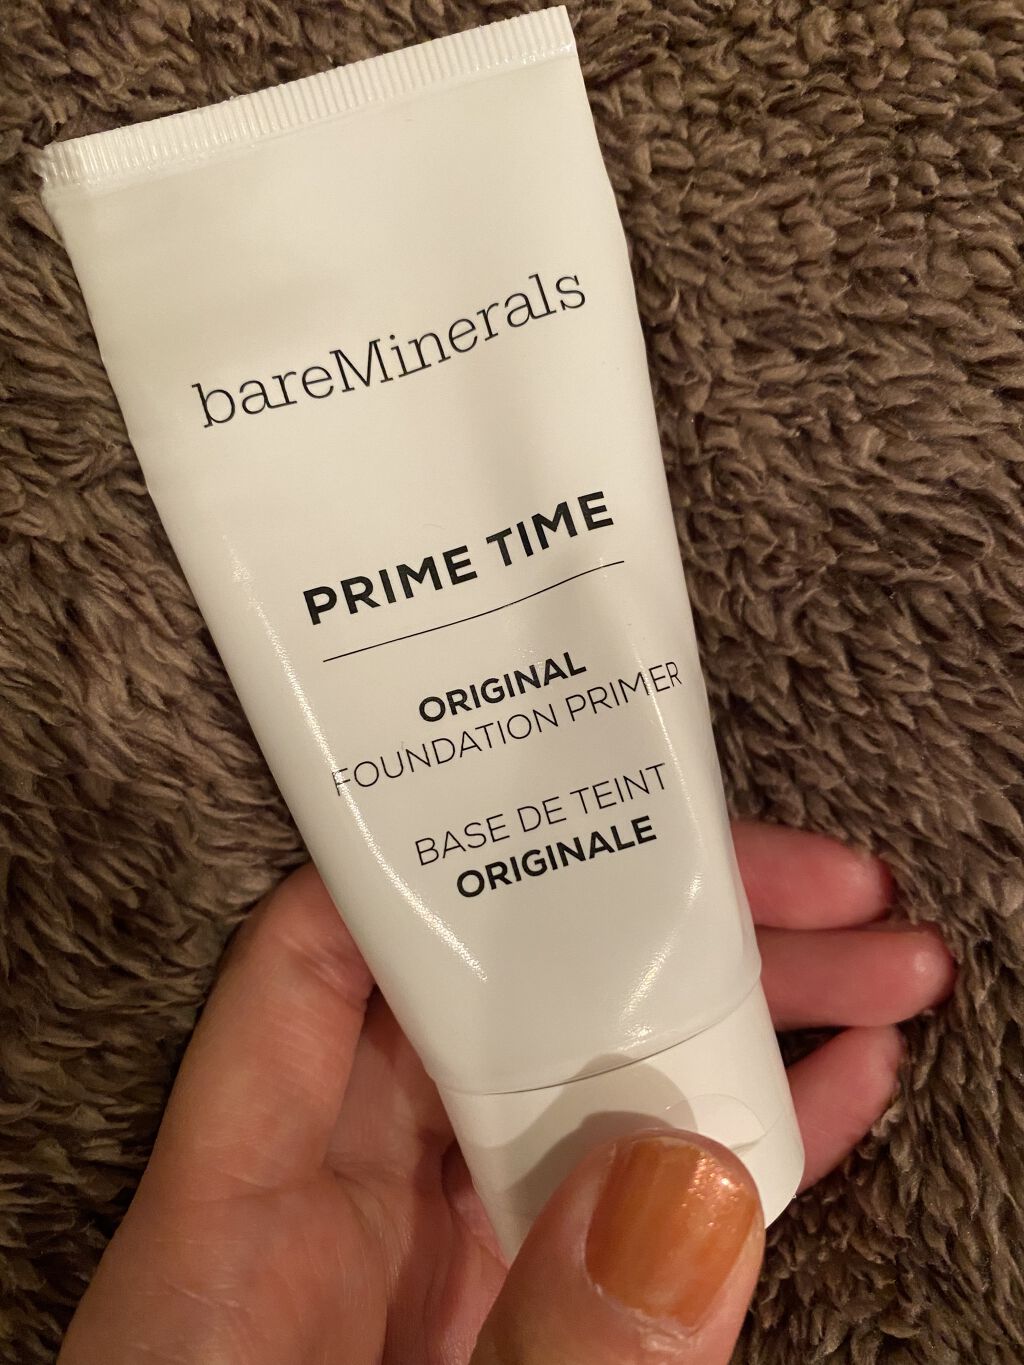 bareMinerals
PRIME TIME
ORIGINAL
FOUNDATION PRIMER
BASE DE TEINT
ORIGINALE